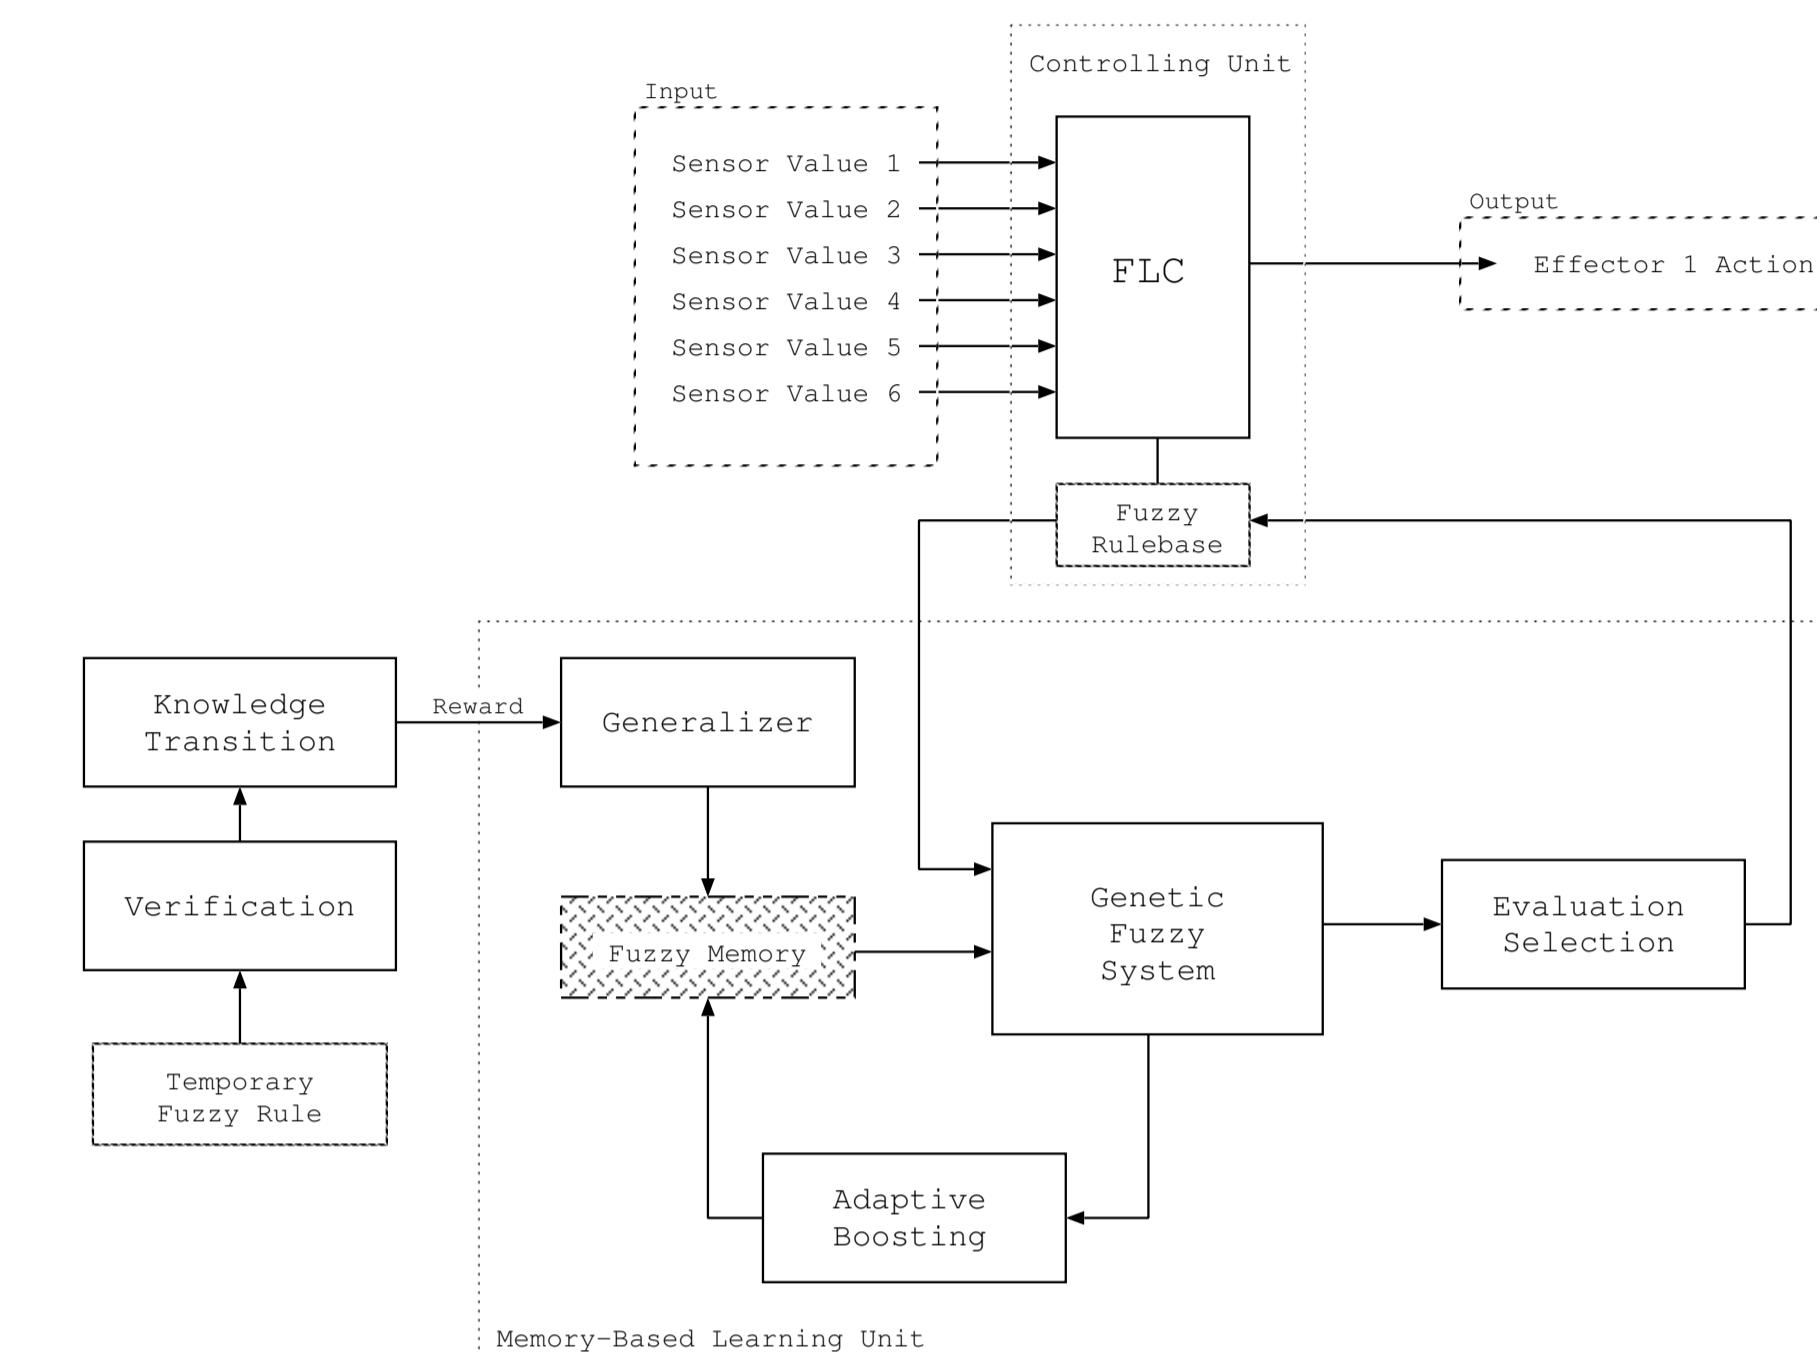 Controlling Unit
Input
Sensor Value 1
Sensor Value 2
Sensor Value 3
Sensor Value 4
Sensor Value 5
Sensor Value 6
FLC
Output
Effector 1 Action
Fuzzy
Rulebase
Knowledge
Transition
Reward
Generalizer
Verification
Fuzzy Memory
Genetic
Fuzzy
System
Evaluation
Selection
Temporary
Fuzzy Rule
Adaptive
Boosting
Memory-Based Learning Unit